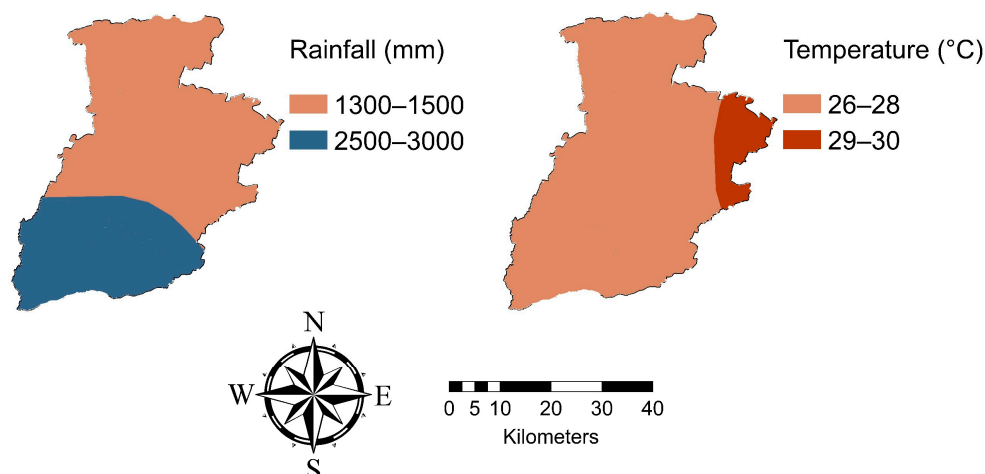 Rainfall (mm)
1300–1500
2500–3000
Temperature (°C)
26–28
29–30
N
W E
S
0 5 10 20 30 40
Kilometers